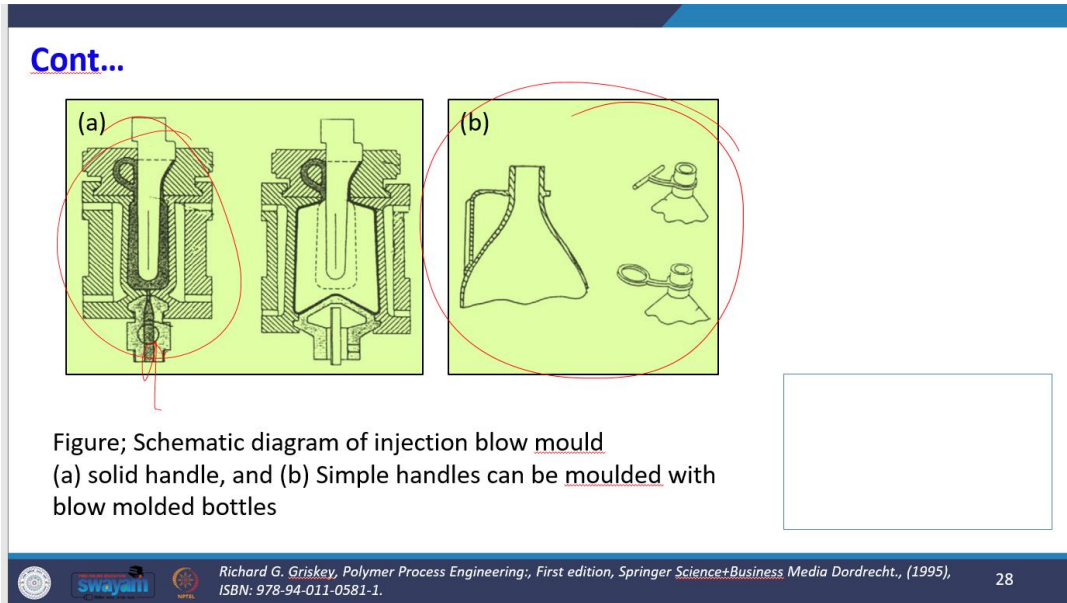 Cont...
(a)
(b)
Figure; Schematic diagram of injection blow mould
(a) solid handle, and (b) Simple handles can be moulded with
blow molded bottles
swayam
NPTEL
Richard G. Griskey, Polymer Process Engineering:, First edition, Springer Science+Business Media Dordrecht., (1995),
ISBN: 978-94-011-0581-1.
28